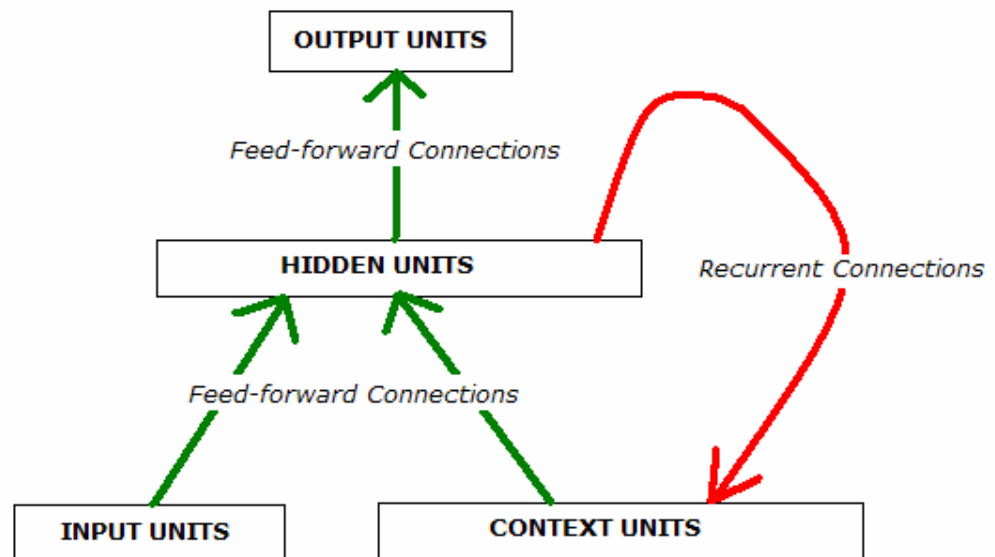 OUTPUT UNITS
Feed-forward Connections
HIDDEN UNITS
Recurrent Connections
Feed-forward Connections
INPUT UNITS
CONTEXT UNITS